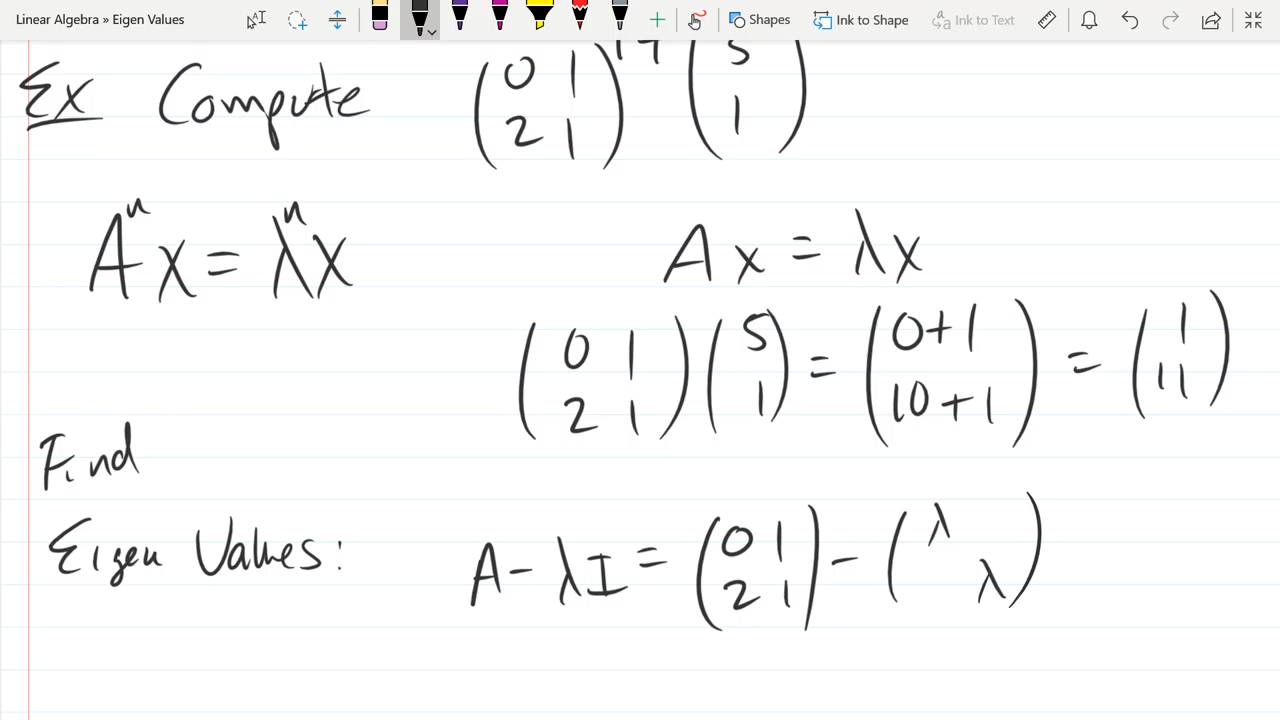 Linear Algebra » Eigen Values
Shapes
Ink to Shape
Ink to Text
Ex Compute (0 1; 2 1) (5; 1)
Aⁿx = λⁿx
Ax = λx
(0 1; 2 1)(5; 1) = (0+1; 10+1) = (1; 11)
Find
Eigen Values:
A - λI = (0 1; 2 1) - (λ; λ)